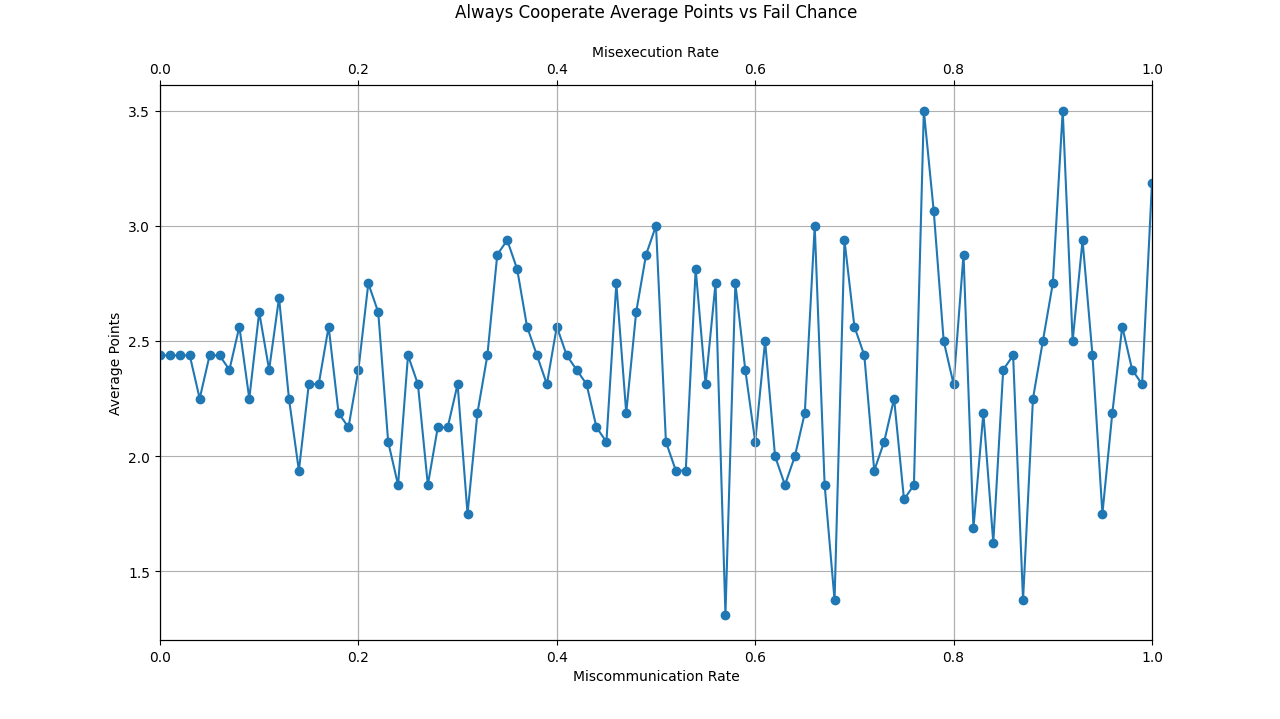 Always Cooperate Average Points vs Fail Chance
Misexecution Rate
0.0 0.2 0.4 0.6 0.8 1.0
3.5
3.0
2.5
2.0
1.5
Average Points
0.0 0.2 0.4 0.6 0.8 1.0
Miscommunication Rate